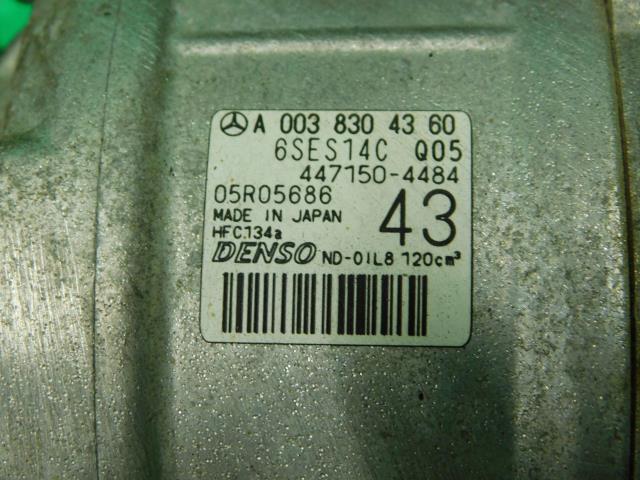 A 003 830 43 60
6SES14C Q05
447150-4484
05R05686
MADE IN JAPAN 43
HFC134a
DENSO ND-OIL8 120cm³